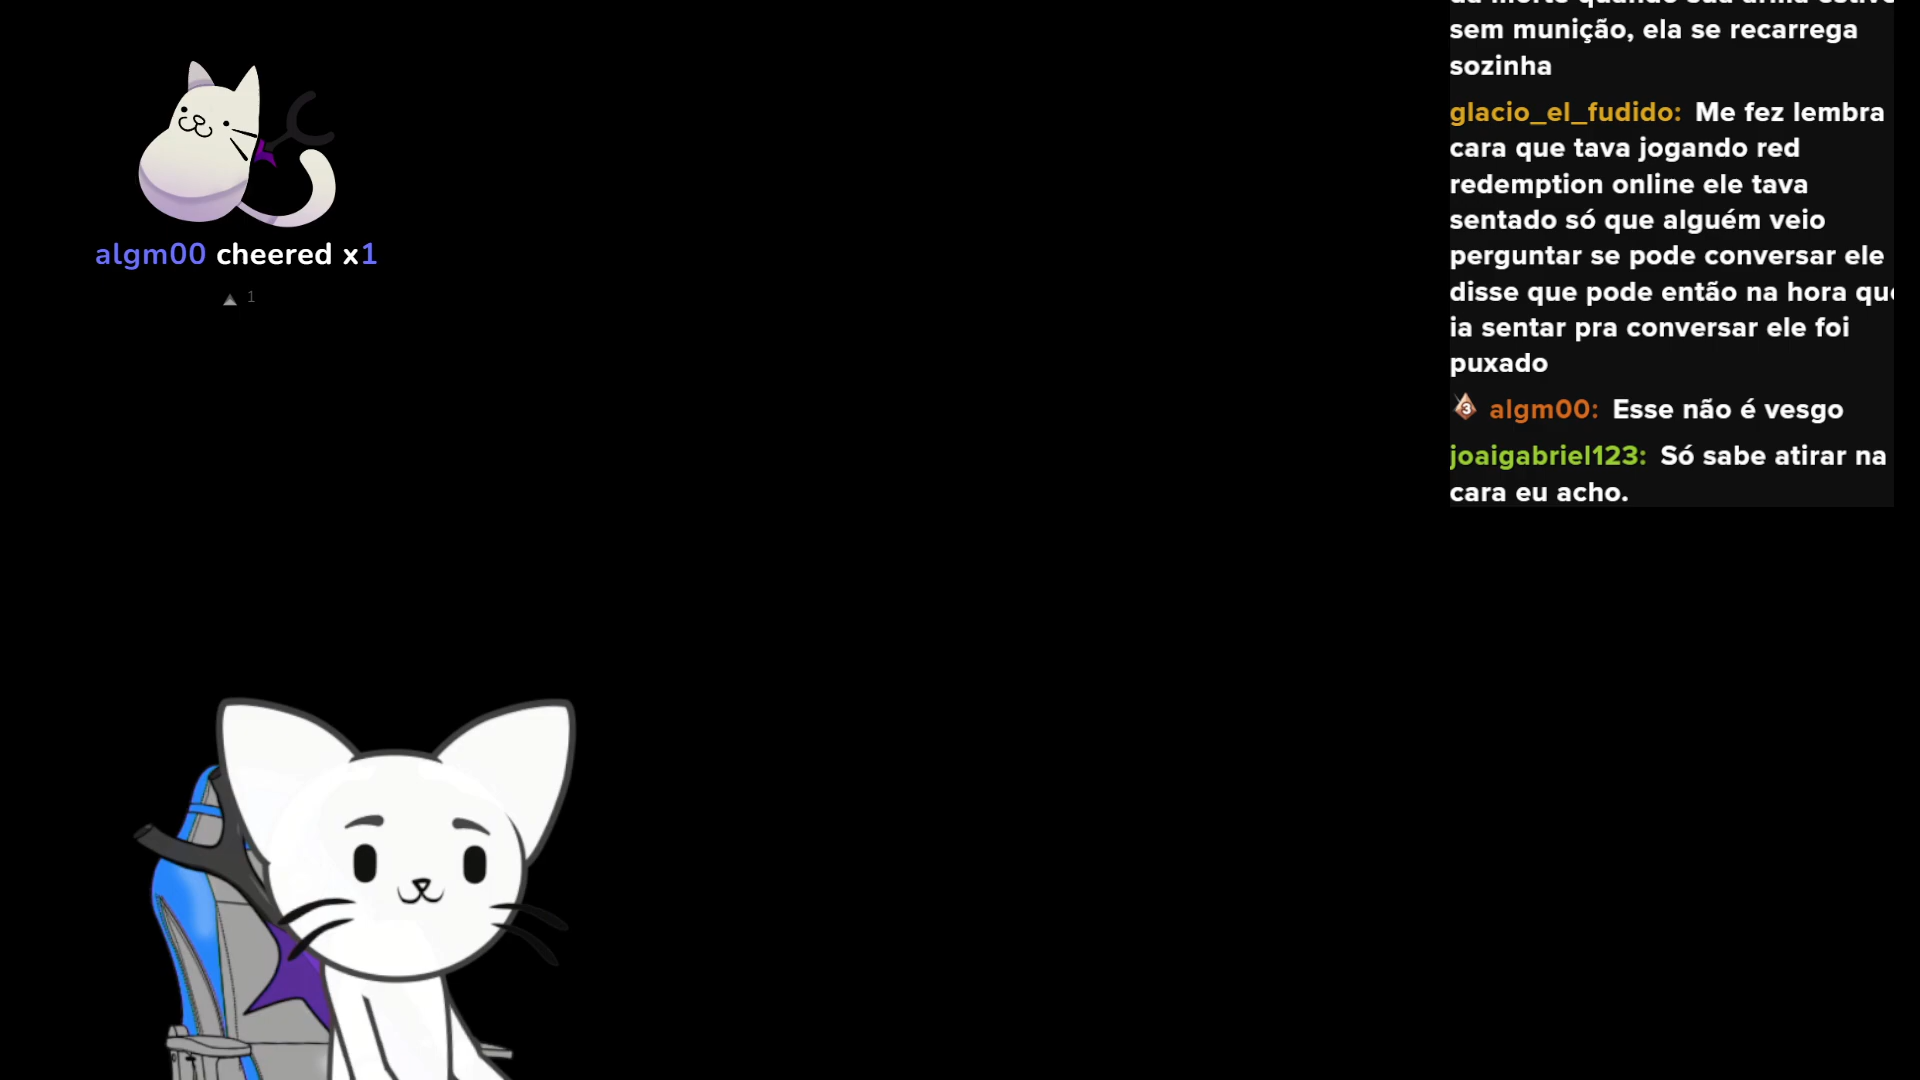 algm00 cheered x1
1
sem munição, ela se recarrega
sozinha
glacio_el_fudido: Me fez lembra
cara que tava jogando red
redemption online ele tava
sentado só que alguém veio
perguntar se pode conversar ele
disse que pode então na hora que
ia sentar pra conversar ele foi
puxado
3 algm00: Esse não é vesgo
joaigabriel123: Só sabe atirar na
cara eu acho.